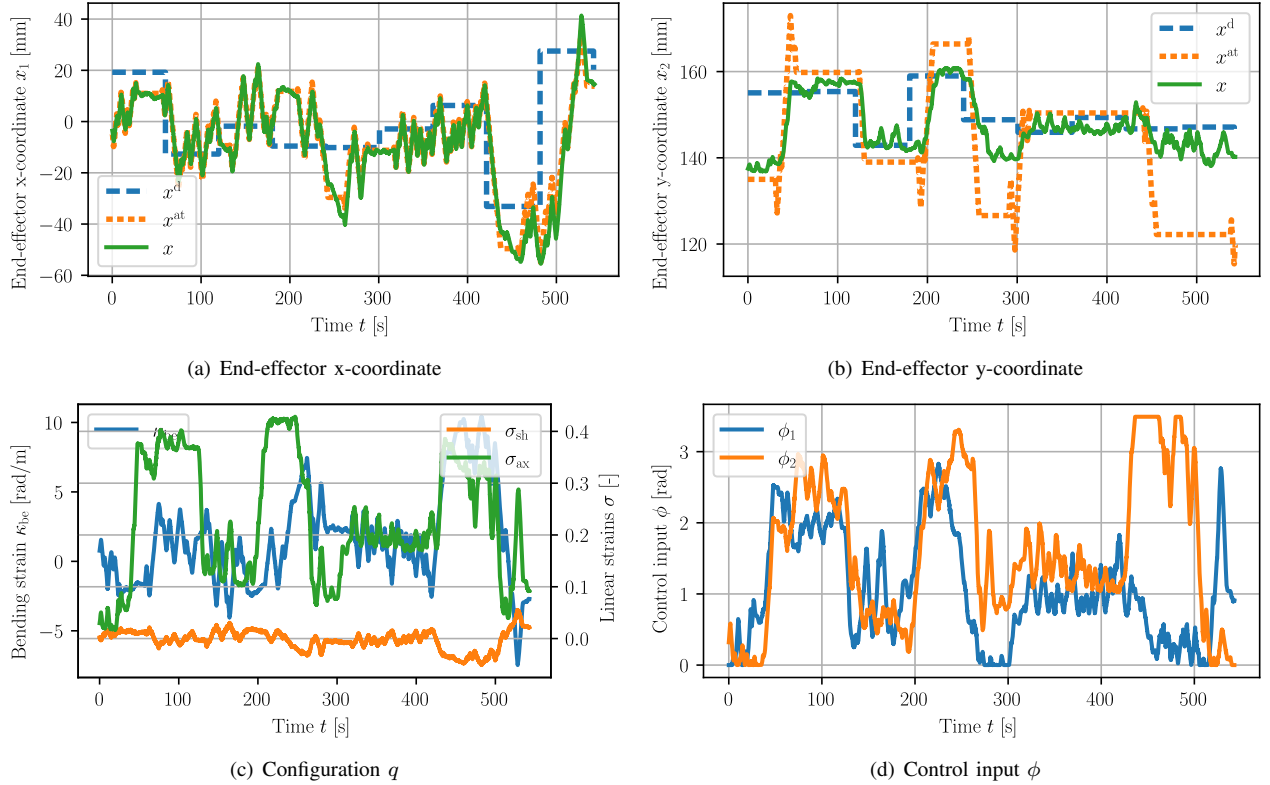 End-effector x-coordinate x₁ [mm]
40
20
0
−20
−40
−60
xᵈ
xᵃᵗ
x
0 100 200 300 400 500
Time t [s]
(a) End-effector x-coordinate
End-effector y-coordinate x₂ [mm]
160
140
120
xᵈ
xᵃᵗ
x
0 100 200 300 400 500
Time t [s]
(b) End-effector y-coordinate
Bending strain κbe [rad/m]
10
5
0
−5
σsh
σax
0.4
0.3
0.2
0.1
0.0
Linear strains σ [-]
0 100 200 300 400 500
Time t [s]
(c) Configuration q
Control input ϕ [rad]
3
2
1
0
ϕ₁
ϕ₂
0 100 200 300 400 500
Time t [s]
(d) Control input ϕ